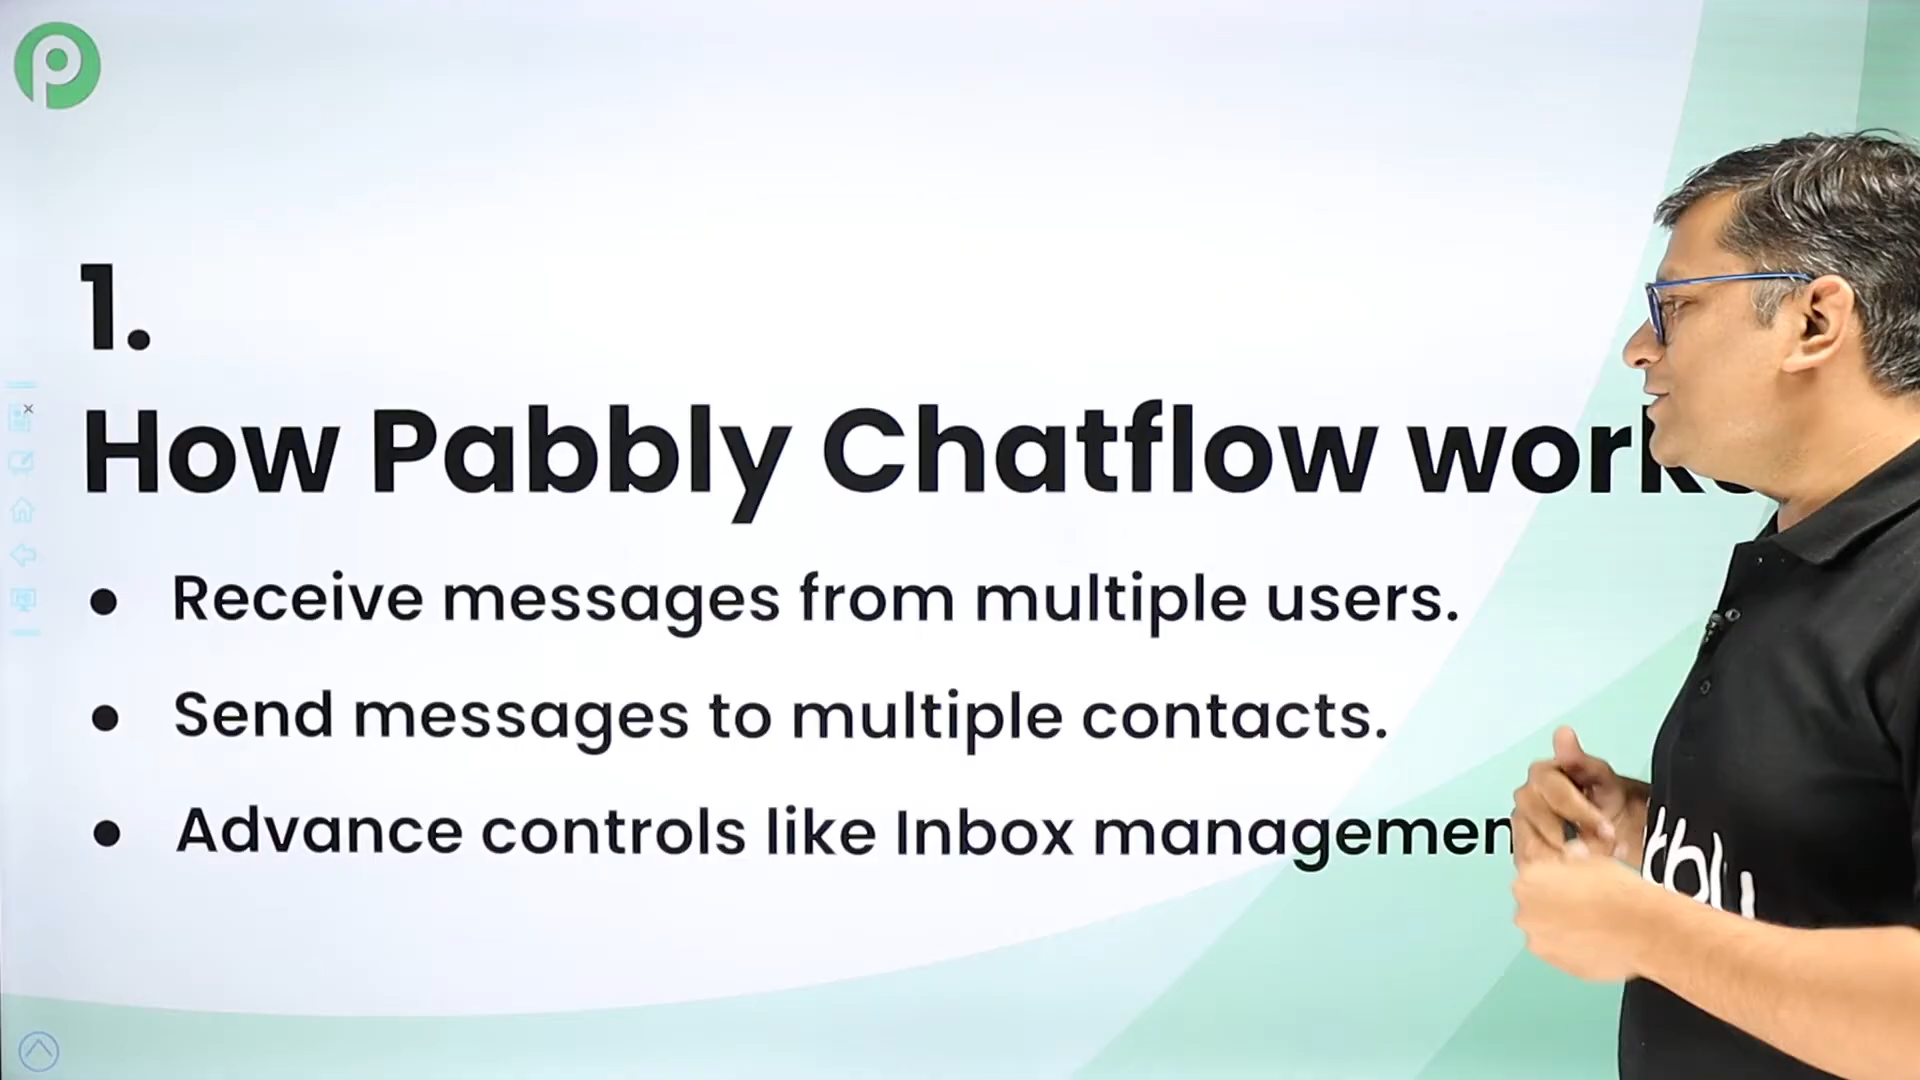 1.
How Pabbly Chatflow work
Receive messages from multiple users.
Send messages to multiple contacts.
Advance controls like Inbox managemen